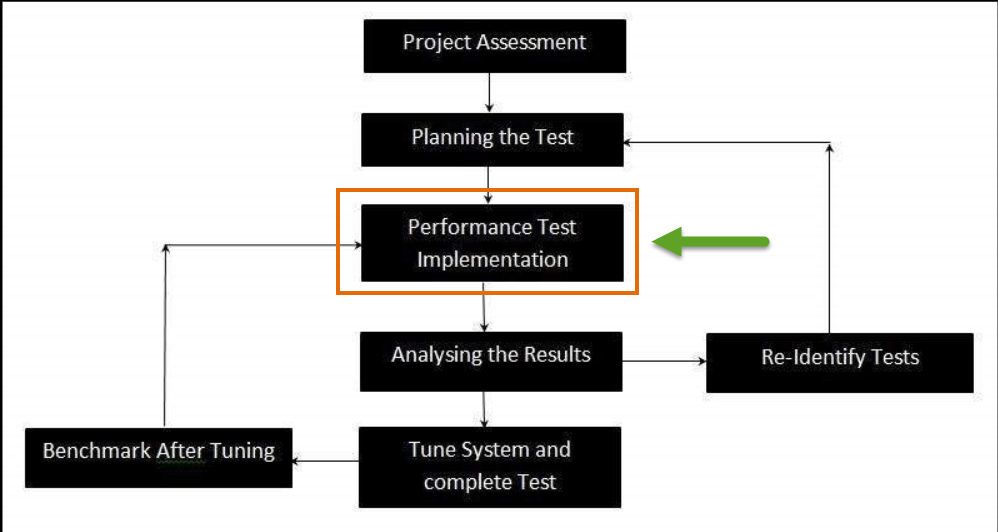 Project Assessment
Planning the Test
Performance Test
Implementation
Analysing the Results
Re-Identify Tests
Benchmark After Tuning
Tune System and
complete Test